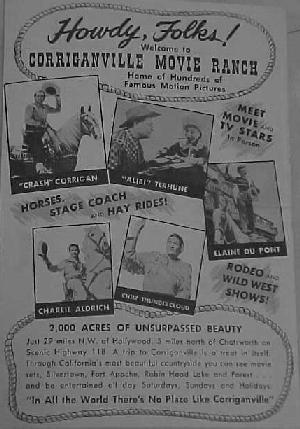 Howdy, Folks!
Welcome to
CORRIGANVILLE MOVIE RANCH
Home of Hundreds of
Famous Motion Pictures
MEET
MOVIE AND
TV STARS
In Person
"CRASH" CORRIGAN
"ALIBI" TERHUNE
HORSES,
STAGE COACH
AND HAY RIDES!
ELAINE DU PONT
CHARLIE ALDRICH
CHIEF THUNDERCLOUD
RODEO AND
WILD WEST
SHOWS!
2,000 ACRES OF UNSURPASSED BEAUTY
Just 29 miles N.W. of Hollywood. 5 miles north of Chatsworth on
Scenic Highway 118. A trip to Corriganville is a treat in itself.
Through California's most beautiful countryside you can see movie
sets, Silvertown, Fort Apache, Robin Hood Lake and Forest . . .
and be entertained all day Saturdays, Sundays and Holidays.
"In All the World There's No Place Like Corriganville"